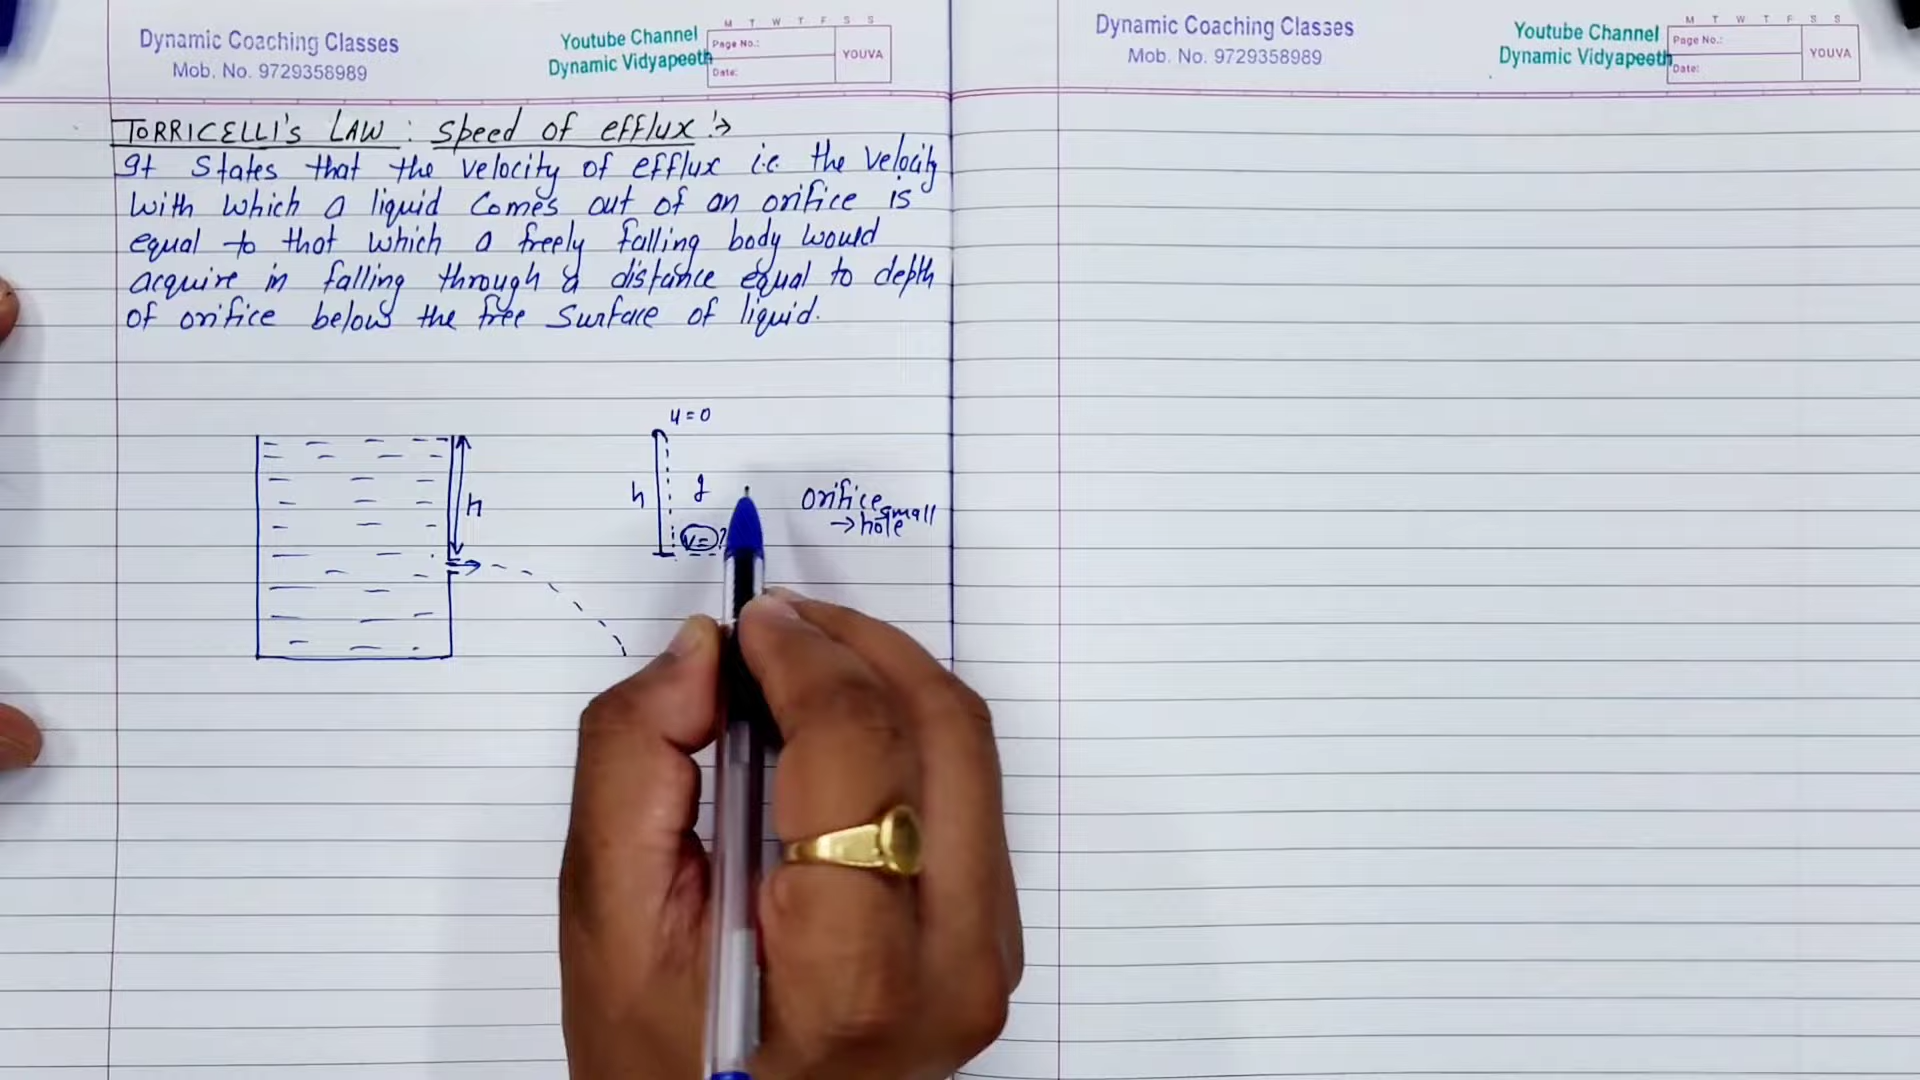 Dynamic Coaching Classes
Mob. No. 9729358989
Youtube Channel
Dynamic Vidyapeeth
M T W T F S S
Page No.:
Date:
YOUVA
TORRICELLI's LAW : Speed of efflux :→
It states that the velocity of efflux i.e. the velocity
with which a liquid comes out of an orifice is
equal to that which a freely falling body would
acquire in falling through a distance equal to depth
of orifice below the free surface of liquid.
u = 0
h
h
g
v = ?
orifice
→ small hole
Dynamic Coaching Classes
Mob. No. 9729358989
Youtube Channel
Dynamic Vidyapeeth
M T W T F S S
Page No.:
Date:
YOUVA